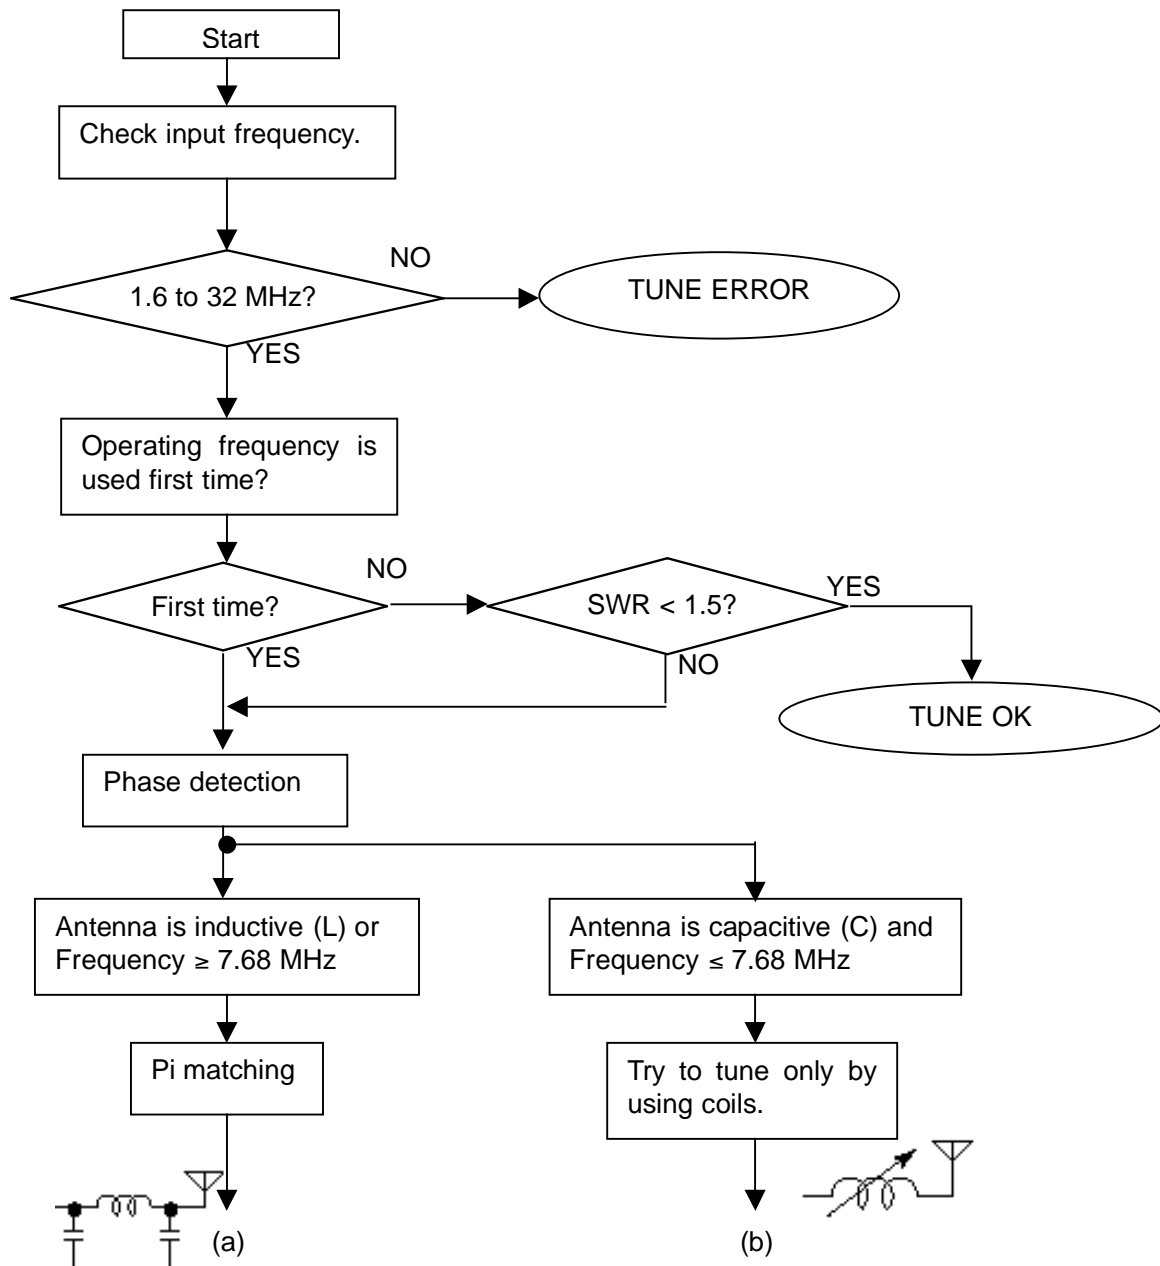 Start
Check input frequency.
NO
1.6 to 32 MHz?
TUNE ERROR
YES
Operating frequency is
used first time?
NO
First time?
SWR < 1.5?
YES
YES
NO
TUNE OK
Phase detection
Antenna is inductive (L) or
Frequency ≥ 7.68 MHz
Antenna is capacitive (C) and
Frequency ≤ 7.68 MHz
Pi matching
Try to tune only by
using coils.
(a)
(b)